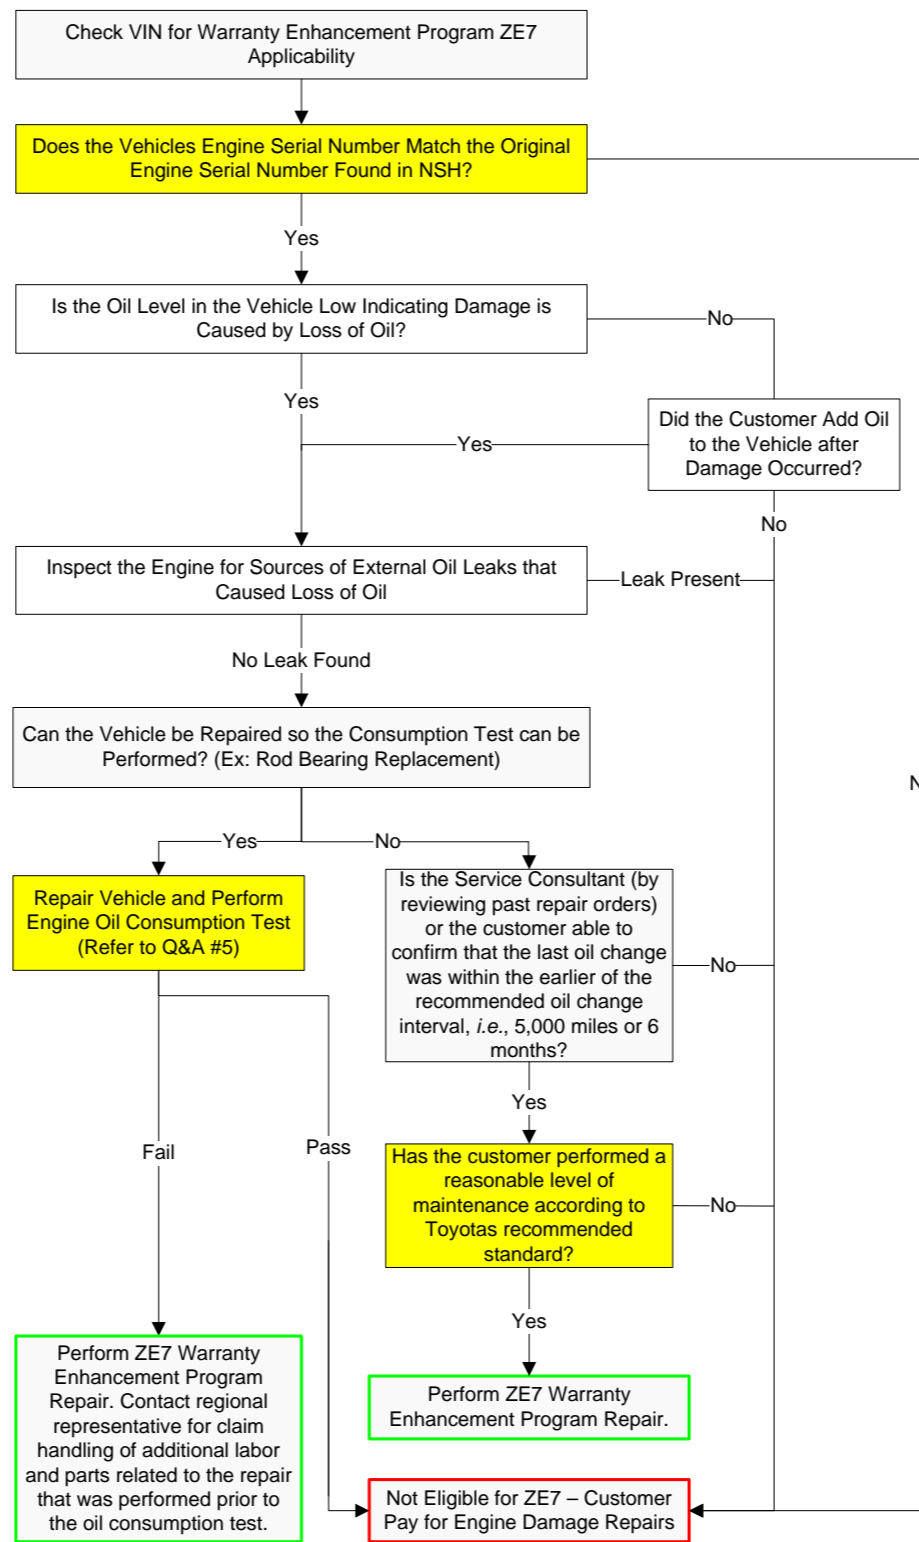 Check VIN for Warranty Enhancement Program ZE7
Applicability
Does the Vehicles Engine Serial Number Match the Original
Engine Serial Number Found in NSH?
Yes
Is the Oil Level in the Vehicle Low Indicating Damage is
Caused by Loss of Oil?
No
Yes
Did the Customer Add Oil
to the Vehicle after
Damage Occurred?
Yes
No
Inspect the Engine for Sources of External Oil Leaks that
Caused Loss of Oil
Leak Present
No Leak Found
Can the Vehicle be Repaired so the Consumption Test can be
Performed? (Ex: Rod Bearing Replacement)
Yes
No
Repair Vehicle and Perform
Engine Oil Consumption Test
(Refer to Q&A #5)
Is the Service Consultant (by
reviewing past repair orders)
or the customer able to
confirm that the last oil change
was within the earlier of the
recommended oil change
interval, i.e., 5,000 miles or 6
months?
No
Yes
Fail
Pass
Has the customer performed a
reasonable level of
maintenance according to
Toyotas recommended
standard?
No
Yes
Perform ZE7 Warranty
Enhancement Program
Repair. Contact regional
representative for claim
handling of additional labor
and parts related to the repair
that was performed prior to
the oil consumption test.
Perform ZE7 Warranty
Enhancement Program Repair.
Not Eligible for ZE7 – Customer
Pay for Engine Damage Repairs